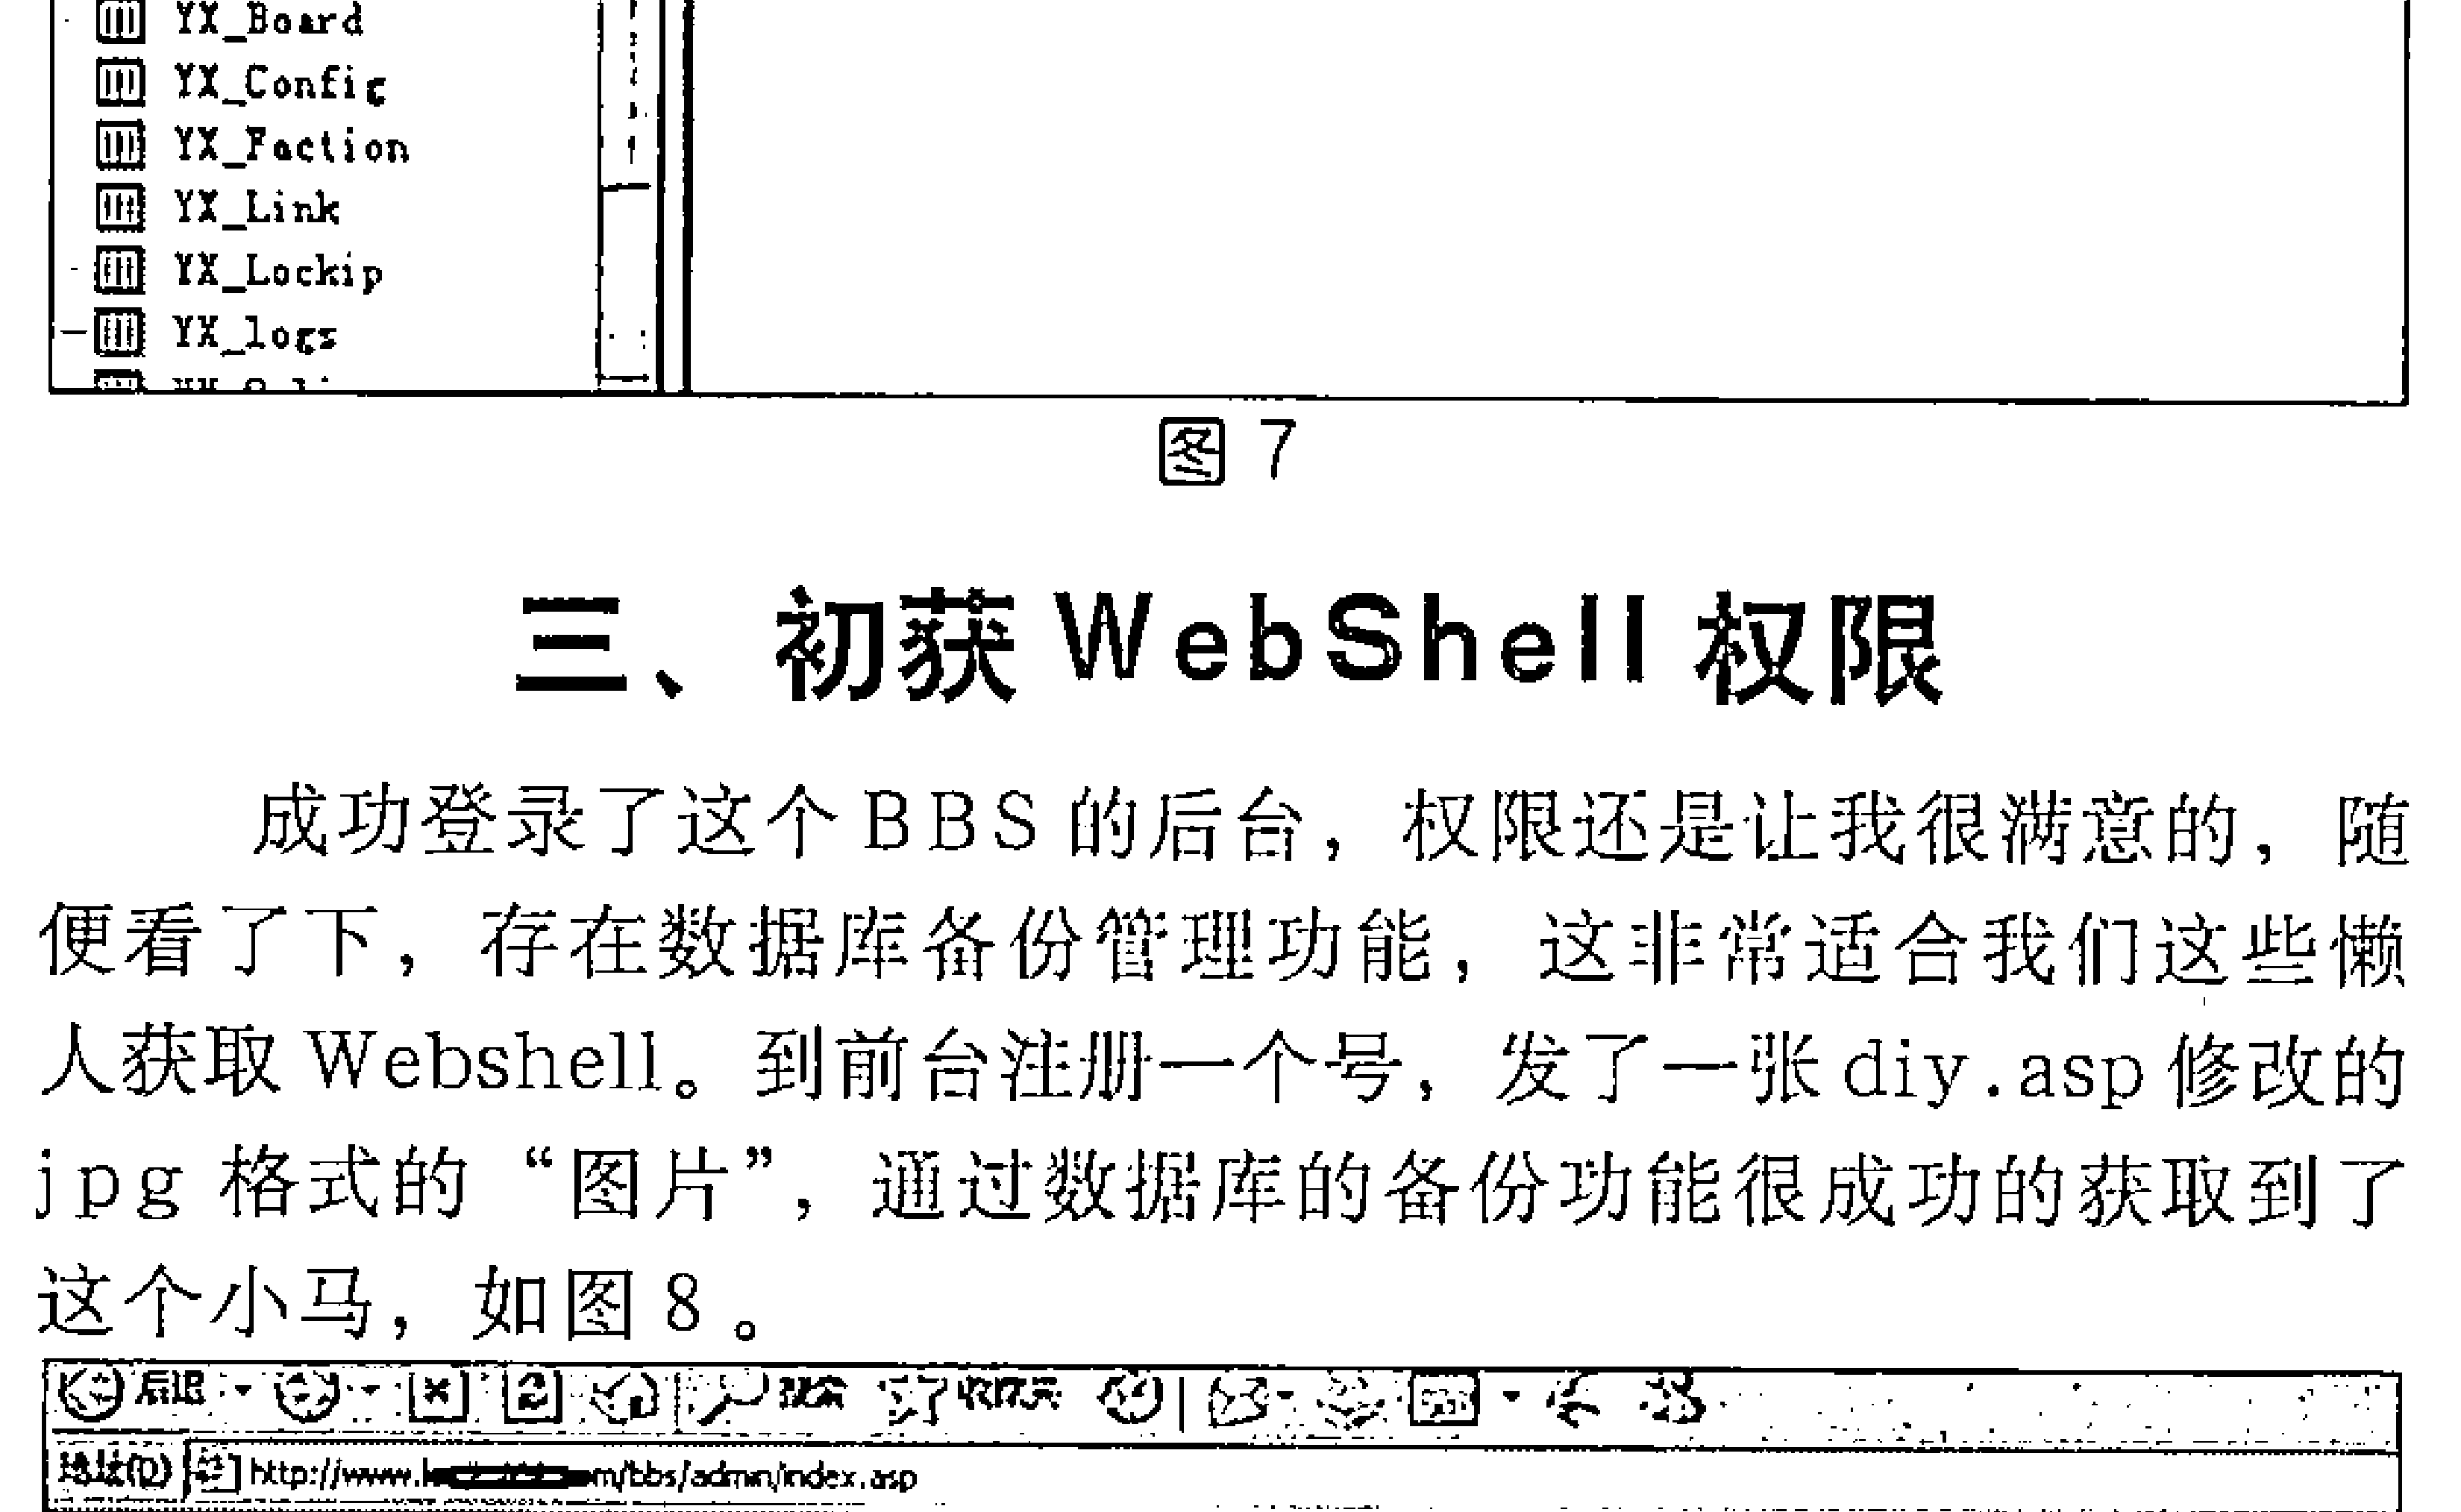 YX_Board
YX_Config
YX_Faction
YX_Link
YX_Lockip
YX_logs
图 7
三、初获 WebShell 权限
成功登录了这个 BBS 的后台，权限还是让我很满意的，随
便看了下，存在数据库备份管理功能，这非常适合我们这些懒
人获取 Webshell。到前台注册一个号，发了一张 diy.asp 修改的
jpg 格式的“图片”，通过数据库的备份功能很成功的获取到了
这个小马，如图 8。
后退 搜索 收藏夹
地址(D) http://www.k m/bbs/admin/index.asp